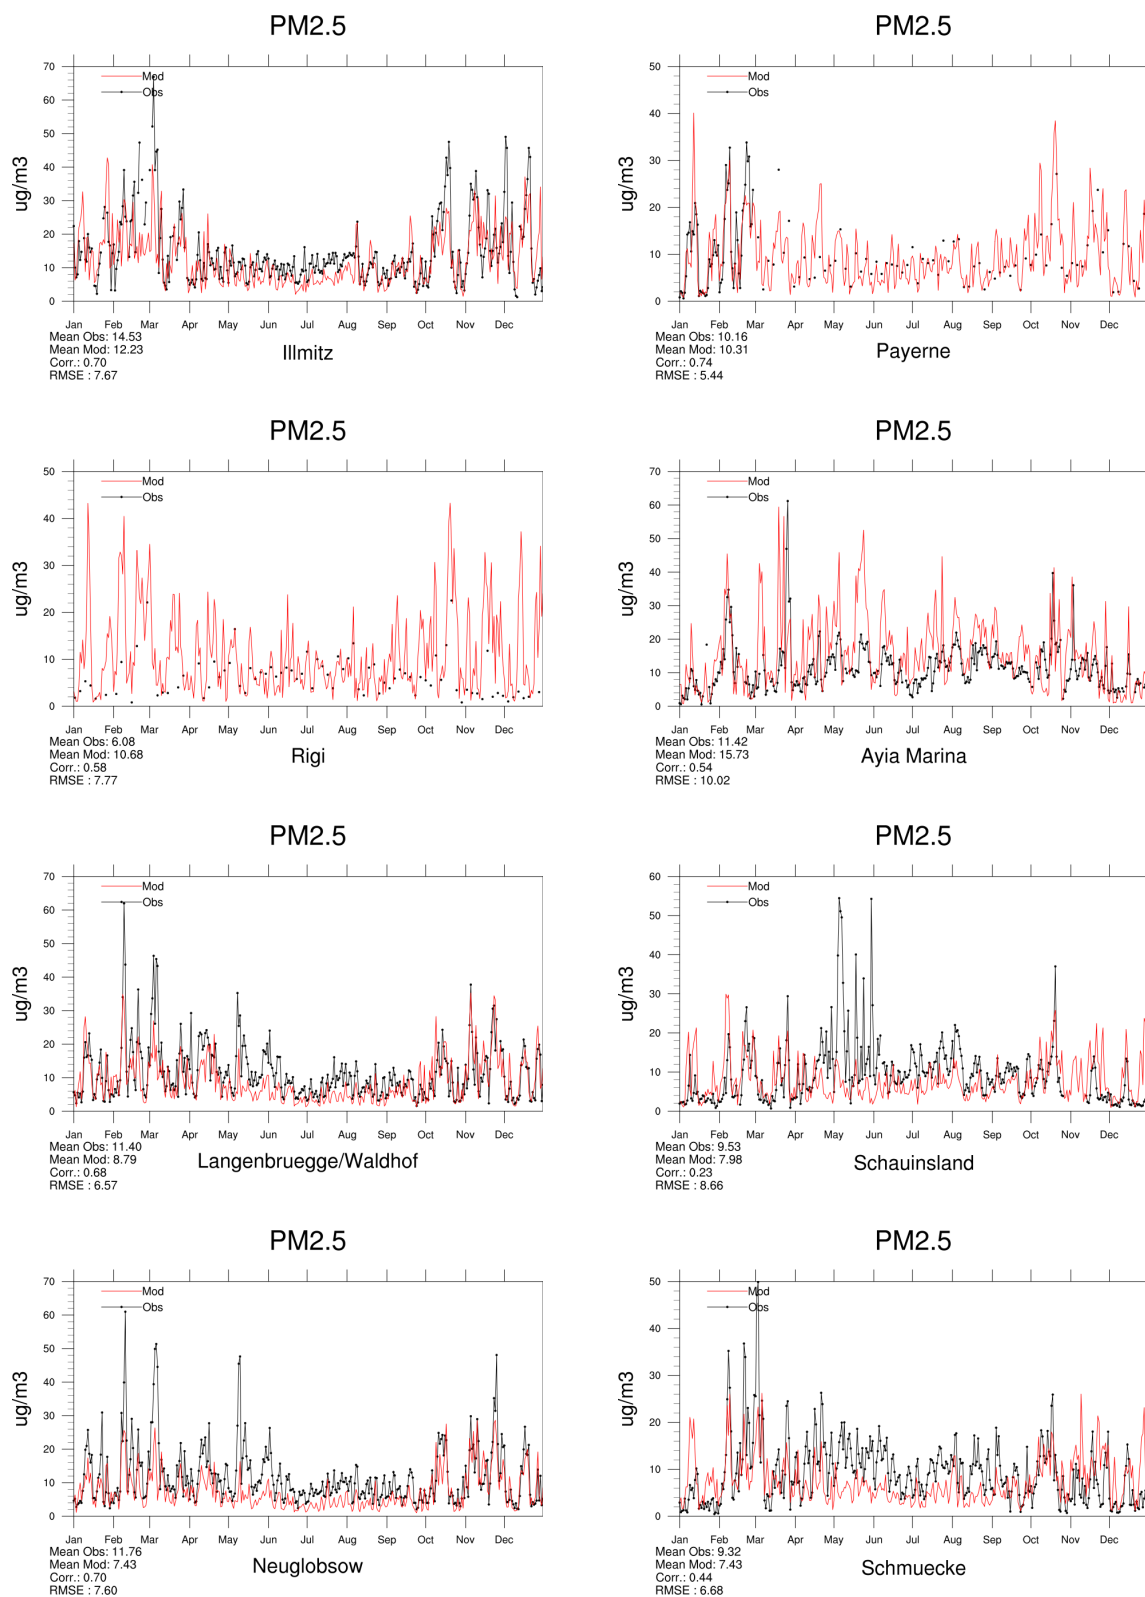 PM2.5
ug/m3
70
60
50
40
30
20
10
0
Mod
Obs
Jan Feb Mar Apr May Jun Jul Aug Sep Oct Nov Dec
Mean Obs: 14.53
Mean Mod: 12.23
Corr.: 0.70
RMSE : 7.67
Illmitz
PM2.5
ug/m3
50
40
30
20
10
0
Mod
Obs
Jan Feb Mar Apr May Jun Jul Aug Sep Oct Nov Dec
Mean Obs: 10.16
Mean Mod: 10.31
Corr.: 0.74
RMSE : 5.44
Payerne
PM2.5
ug/m3
50
40
30
20
10
0
Mod
Obs
Jan Feb Mar Apr May Jun Jul Aug Sep Oct Nov Dec
Mean Obs: 6.08
Mean Mod: 10.68
Corr.: 0.58
RMSE : 7.77
Rigi
PM2.5
ug/m3
70
60
50
40
30
20
10
0
Mod
Obs
Jan Feb Mar Apr May Jun Jul Aug Sep Oct Nov Dec
Mean Obs: 11.42
Mean Mod: 15.73
Corr.: 0.54
RMSE : 10.02
Ayia Marina
PM2.5
ug/m3
70
60
50
40
30
20
10
0
Mod
Obs
Jan Feb Mar Apr May Jun Jul Aug Sep Oct Nov Dec
Mean Obs: 11.40
Mean Mod: 8.79
Corr.: 0.68
RMSE : 6.57
Langenbruegge/Waldhof
PM2.5
ug/m3
60
50
40
30
20
10
0
Mod
Obs
Jan Feb Mar Apr May Jun Jul Aug Sep Oct Nov Dec
Mean Obs: 9.53
Mean Mod: 7.98
Corr.: 0.23
RMSE : 8.66
Schauinsland
PM2.5
ug/m3
70
60
50
40
30
20
10
0
Mod
Obs
Jan Feb Mar Apr May Jun Jul Aug Sep Oct Nov Dec
Mean Obs: 11.76
Mean Mod: 7.43
Corr.: 0.70
RMSE : 7.60
Neuglobsow
PM2.5
ug/m3
50
40
30
20
10
0
Mod
Obs
Jan Feb Mar Apr May Jun Jul Aug Sep Oct Nov Dec
Mean Obs: 9.32
Mean Mod: 7.43
Corr.: 0.44
RMSE : 6.68
Schmuecke